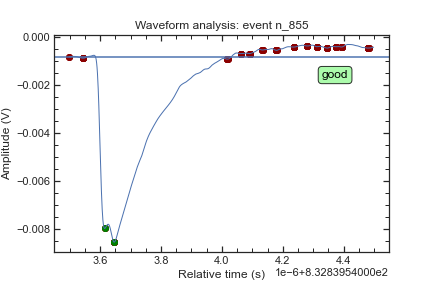 Waveform analysis: event n_855
0.000
−0.002
−0.004
−0.006
−0.008
Amplitude (V)
good
3.6 3.8 4.0 4.2 4.4
Relative time (s) 1e−6+8.3283954000e2